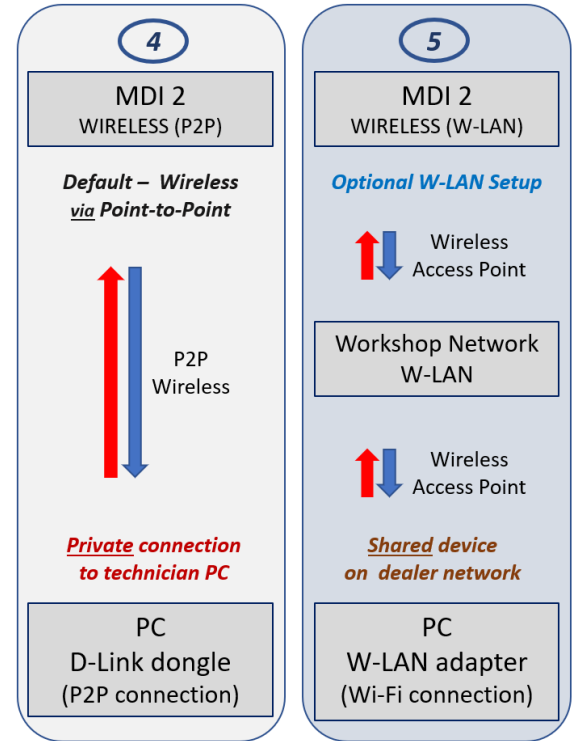 4
MDI 2
WIRELESS (P2P)
Default – Wireless
via Point-to-Point
P2P
Wireless
Private connection
to technician PC
PC
D-Link dongle
(P2P connection)
5
MDI 2
WIRELESS (W-LAN)
Optional W-LAN Setup
Wireless
Access Point
Workshop Network
W-LAN
Wireless
Access Point
Shared device
on dealer network
PC
W-LAN adapter
(Wi-Fi connection)